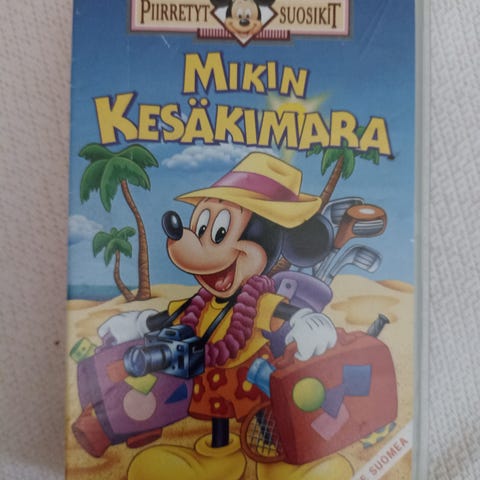 PIIRRETYT SUOSIKIT
MIKIN
KESÄKIMARA
SUOMEA